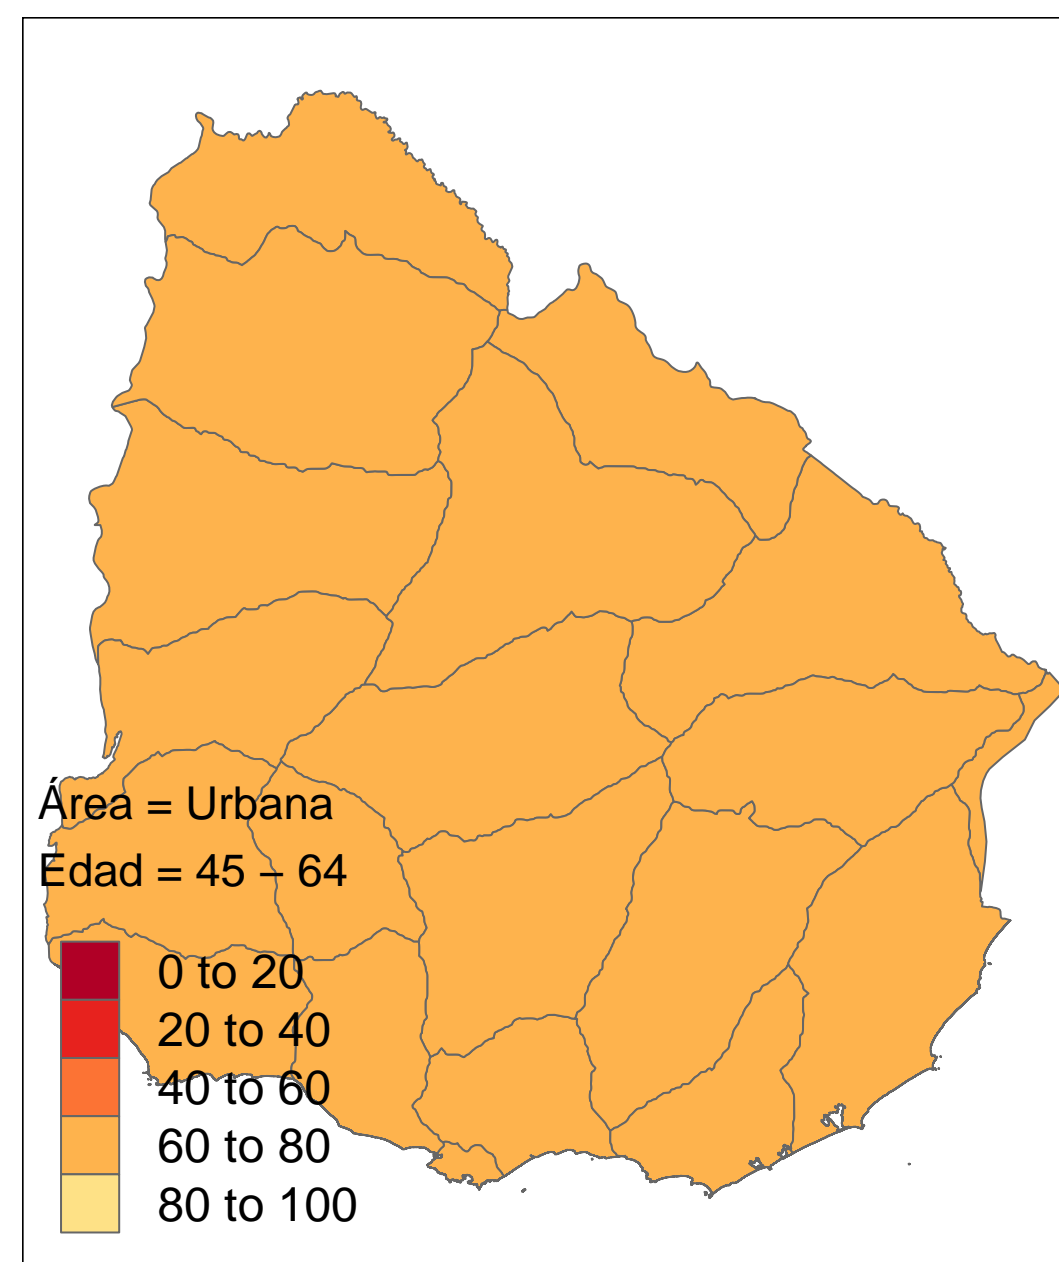 Área = Urbana
Edad = 45 – 64
0 to 20
20 to 40
40 to 60
60 to 80
80 to 100